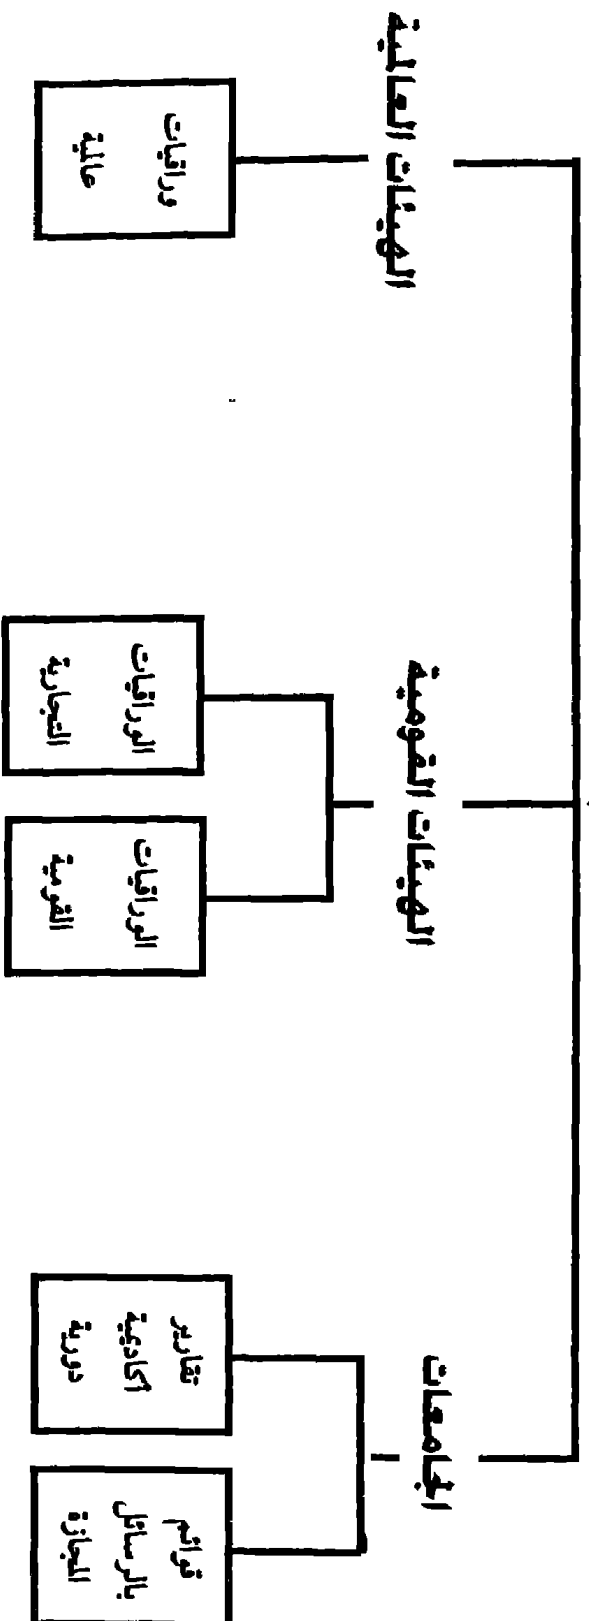 الجامعات
الهيئات القومية
الهيئات العالمية
قوائم
بالرسائل
المجازة
تقارير
أكاديمية
دورية
الوراقيات
القومية
الوراقيات
التجارية
وراقيات
عالمية